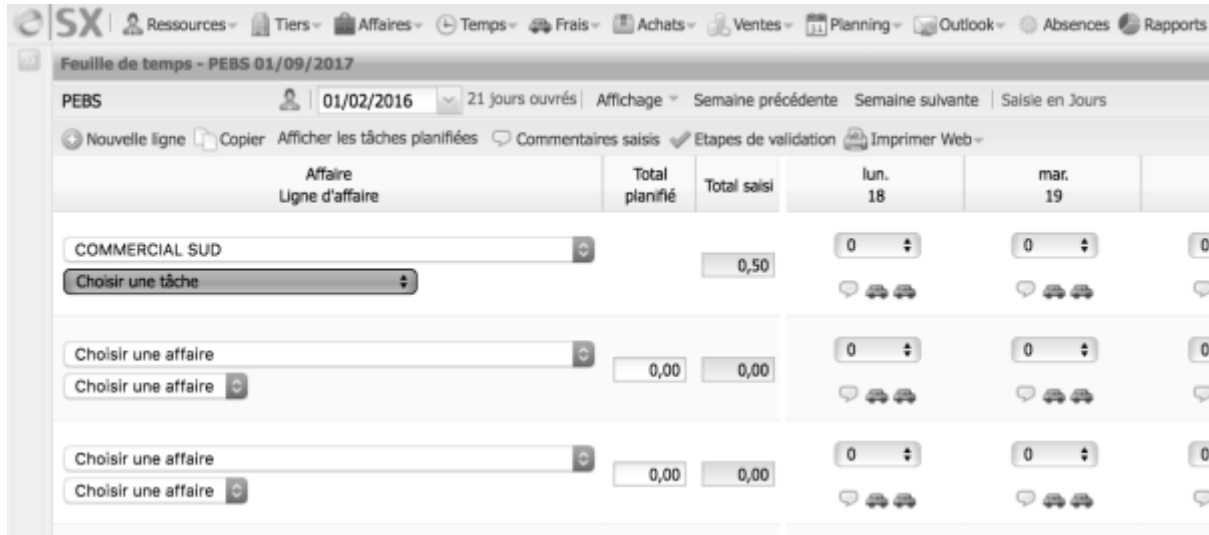 e SX Ressources Tiers Affaires Temps Frais Achats Ventes Planning Outlook Absences Rapports
Feuille de temps - PEBS 01/09/2017
PEBS 01/02/2016 21 jours ouvrés Affichage Semaine précédente Semaine suivante Saisie en Jours
Nouvelle ligne Copier Afficher les tâches planifiées Commentaires saisis Etapes de validation Imprimer Web
Affaire Total lun. mar.
Ligne d'affaire planifié Total saisi 18 19
COMMERCIAL SUD 0 0 0
Choisir une tâche 0,50
Choisir une affaire 0 0 0
Choisir une affaire 0,00 0,00
Choisir une affaire 0 0 0
Choisir une affaire 0,00 0,00